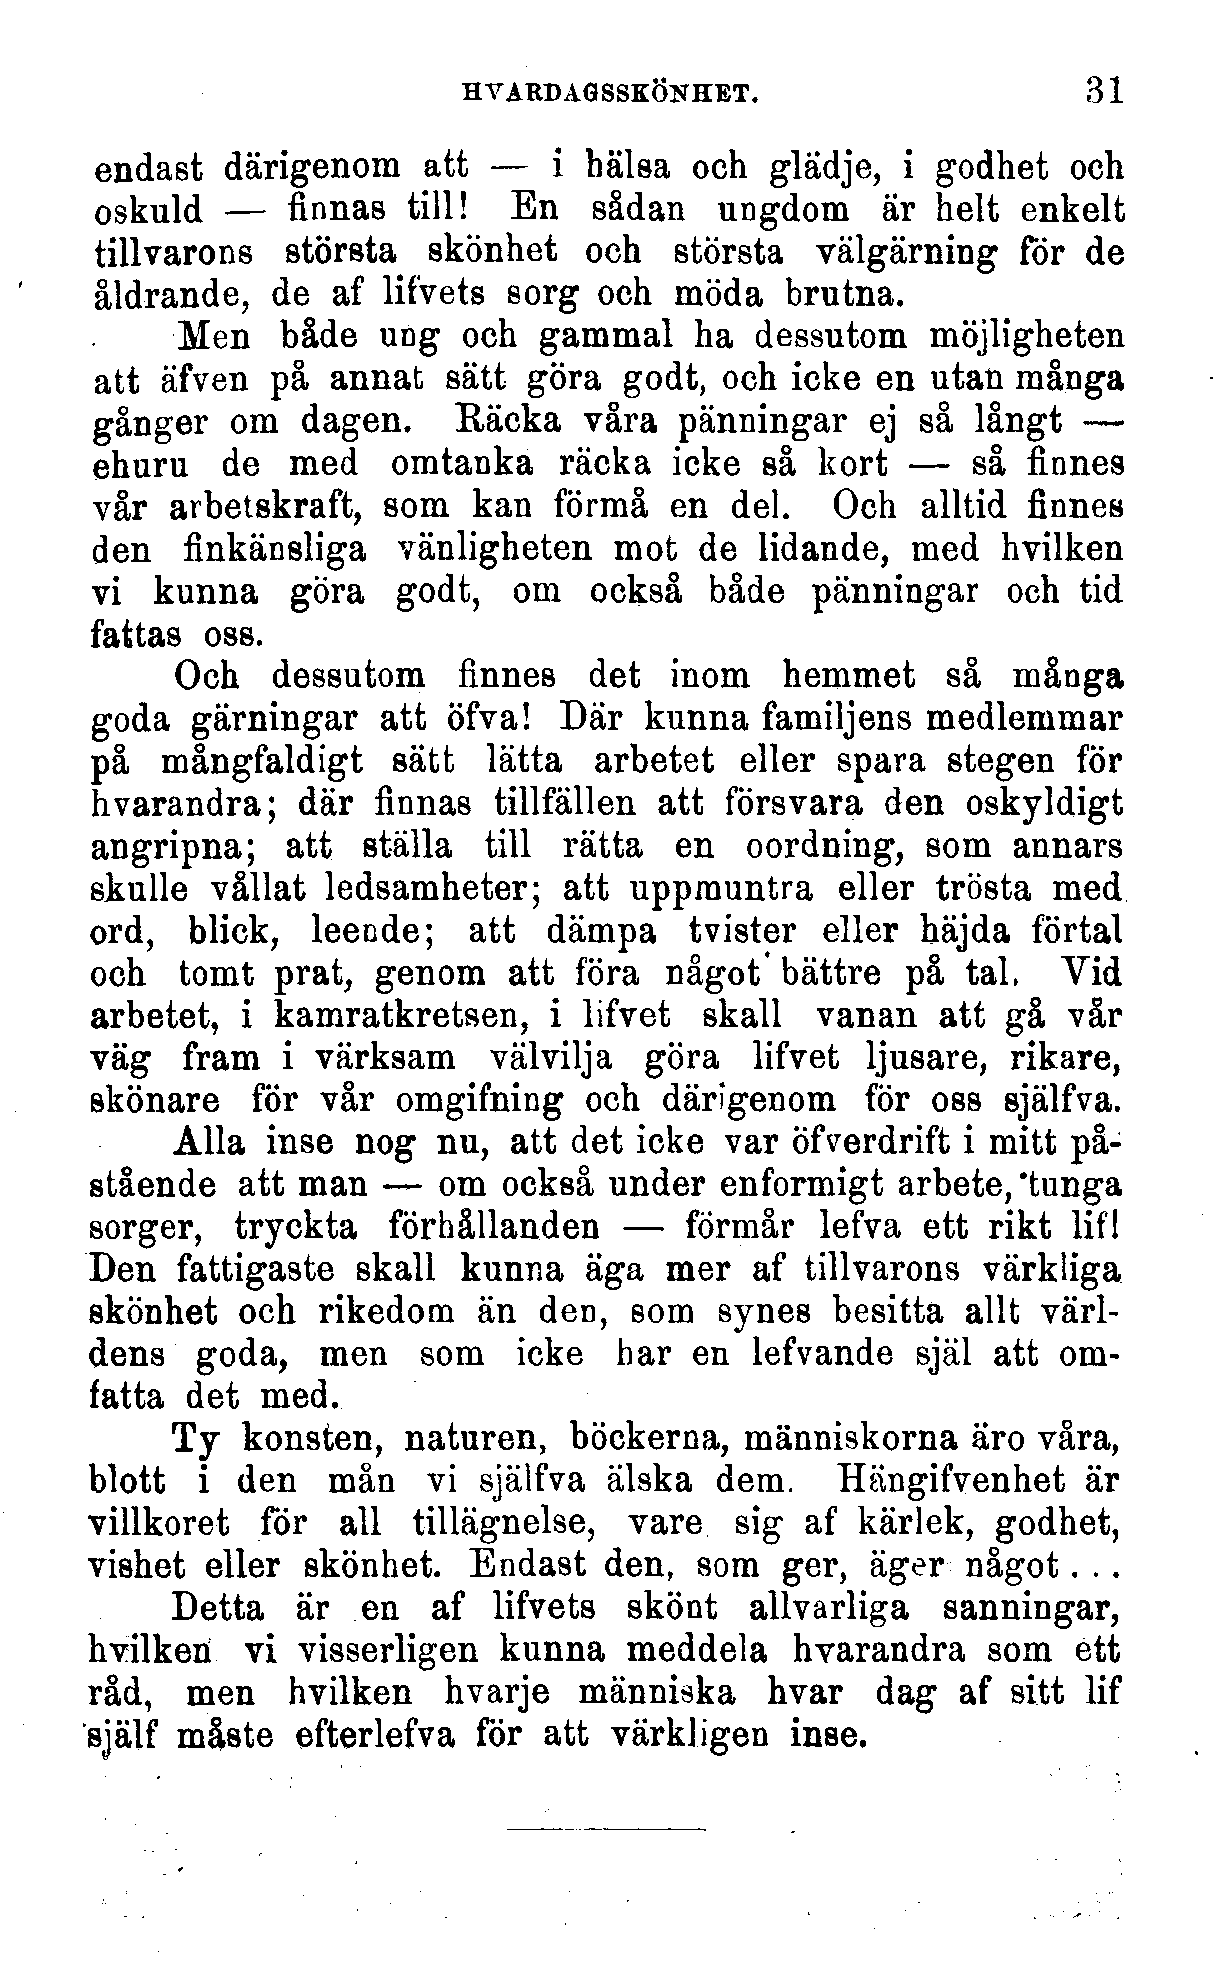 HVARDAGSSKÖNHET. 31
endast därigenom att — i hälsa och glädje, i godhet och
oskuld — finnas till! En sådan ungdom är helt enkelt
tillvarons största skönhet och största välgärning för de
åldrande, de af lifvets sorg och möda brutna.
Men både ung och gammal ha dessutom möjligheten
att äfven på annat sätt göra godt, och icke en utan många
gånger om dagen. Räcka våra pänningar ej så långt —
ehuru de med omtanka räcka icke så kort — så finnes
vår arbetskraft, som kan förmå en del. Och alltid finnes
den finkänsliga vänligheten mot de lidande, med hvilken
vi kunna göra godt, om också både pänningar och tid
fattas oss.
Och dessutom finnes det inom hemmet så många
goda gärningar att öfva! Där kunna familjens medlemmar
på mångfaldigt sätt lätta arbetet eller spara stegen för
hvarandra; där finnas tillfällen att försvara den oskyldigt
angripna; att ställa till rätta en oordning, som annars
skulle vållat ledsamheter; att uppmuntra eller trösta med
ord, blick, leende; att dämpa tvister eller häjda förtal
och tomt prat, genom att föra något bättre på tal. Vid
arbetet, i kamratkretsen, i lifvet skall vanan att gå vår
väg fram i värksam välvilja göra lifvet ljusare, rikare,
skönare för vår omgifning och därigenom för oss själfva.
Alla inse nog nu, att det icke var öfverdrift i mitt på-
stående att man — om också under enformigt arbete, tunga
sorger, tryckta förhållanden — förmår lefva ett rikt lif!
Den fattigaste skall kunna äga mer af tillvarons värkliga
skönhet och rikedom än den, som synes besitta allt värl-
dens goda, men som icke har en lefvande själ att om-
fatta det med.
Ty konsten, naturen, böckerna, människorna äro våra,
blott i den mån vi själfva älska dem. Hängifvenhet är
villkoret för all tillägnelse, vare sig af kärlek, godhet,
vishet eller skönhet. Endast den, som ger, äger något . . .
Detta är en af lifvets skönt allvarliga sanningar,
hvilken vi visserligen kunna meddela hvarandra som ett
råd, men hvilken hvarje människa hvar dag af sitt lif
själf måste efterlefva för att värkligen inse.